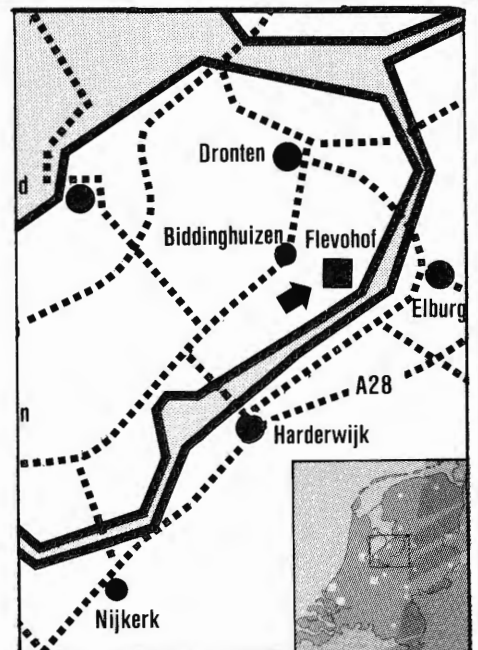 Dronten
d
Biddinghuizen
Flevohof
Elburg
A28
n
Harderwijk
Nijkerk